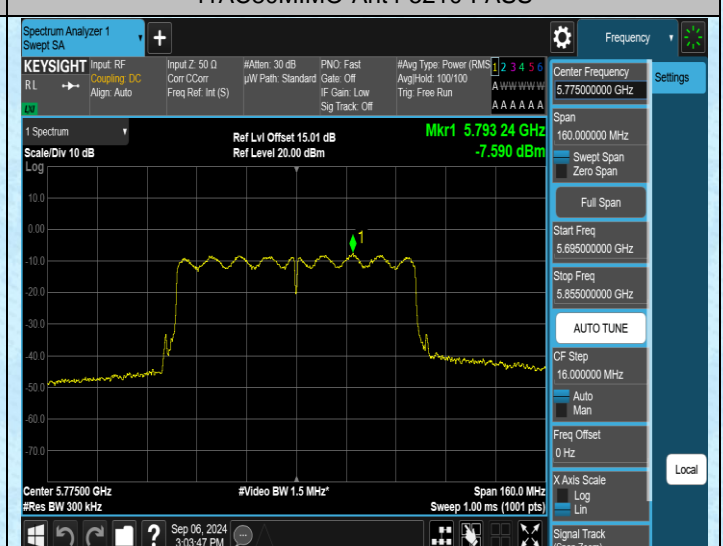 Spectrum Analyzer 1
Swept SA
+
Frequency
KEYSIGHT
RL
Input: RF
Coupling: DC
Align: Auto
Input Z: 50 Ω
Corr CCorr
Freq Ref: Int (S)
#Atten: 30 dB
µW Path: Standard
PNO: Fast
Gate: Off
IF Gain: Low
Sig Track: Off
#Avg Type: Power (RMS
Avg|Hold: 100/100
Trig: Free Run
1 2 3 4 5 6
A W W W W W
A A A A A A
1 Spectrum
Scale/Div 10 dB
Log
Ref Lvl Offset 15.01 dB
Ref Level 20.00 dBm
Mkr1 5.793 24 GHz
-7.590 dBm
10.0
0.00
-10.0
-20.0
-30.0
-40.0
-50.0
-60.0
-70.0
1
Center 5.77500 GHz
#Res BW 300 kHz
#Video BW 1.5 MHz*
Span 160.0 MHz
Sweep 1.00 ms (1001 pts)
Sep 06, 2024
3:03:47 PM
?
Center Frequency
5.775000000 GHz
Settings
Span
160.000000 MHz
Swept Span
Zero Span
Full Span
Start Freq
5.695000000 GHz
Stop Freq
5.855000000 GHz
AUTO TUNE
CF Step
16.000000 MHz
Auto
Man
Freq Offset
0 Hz
X Axis Scale
Log
Lin
Local
Signal Track